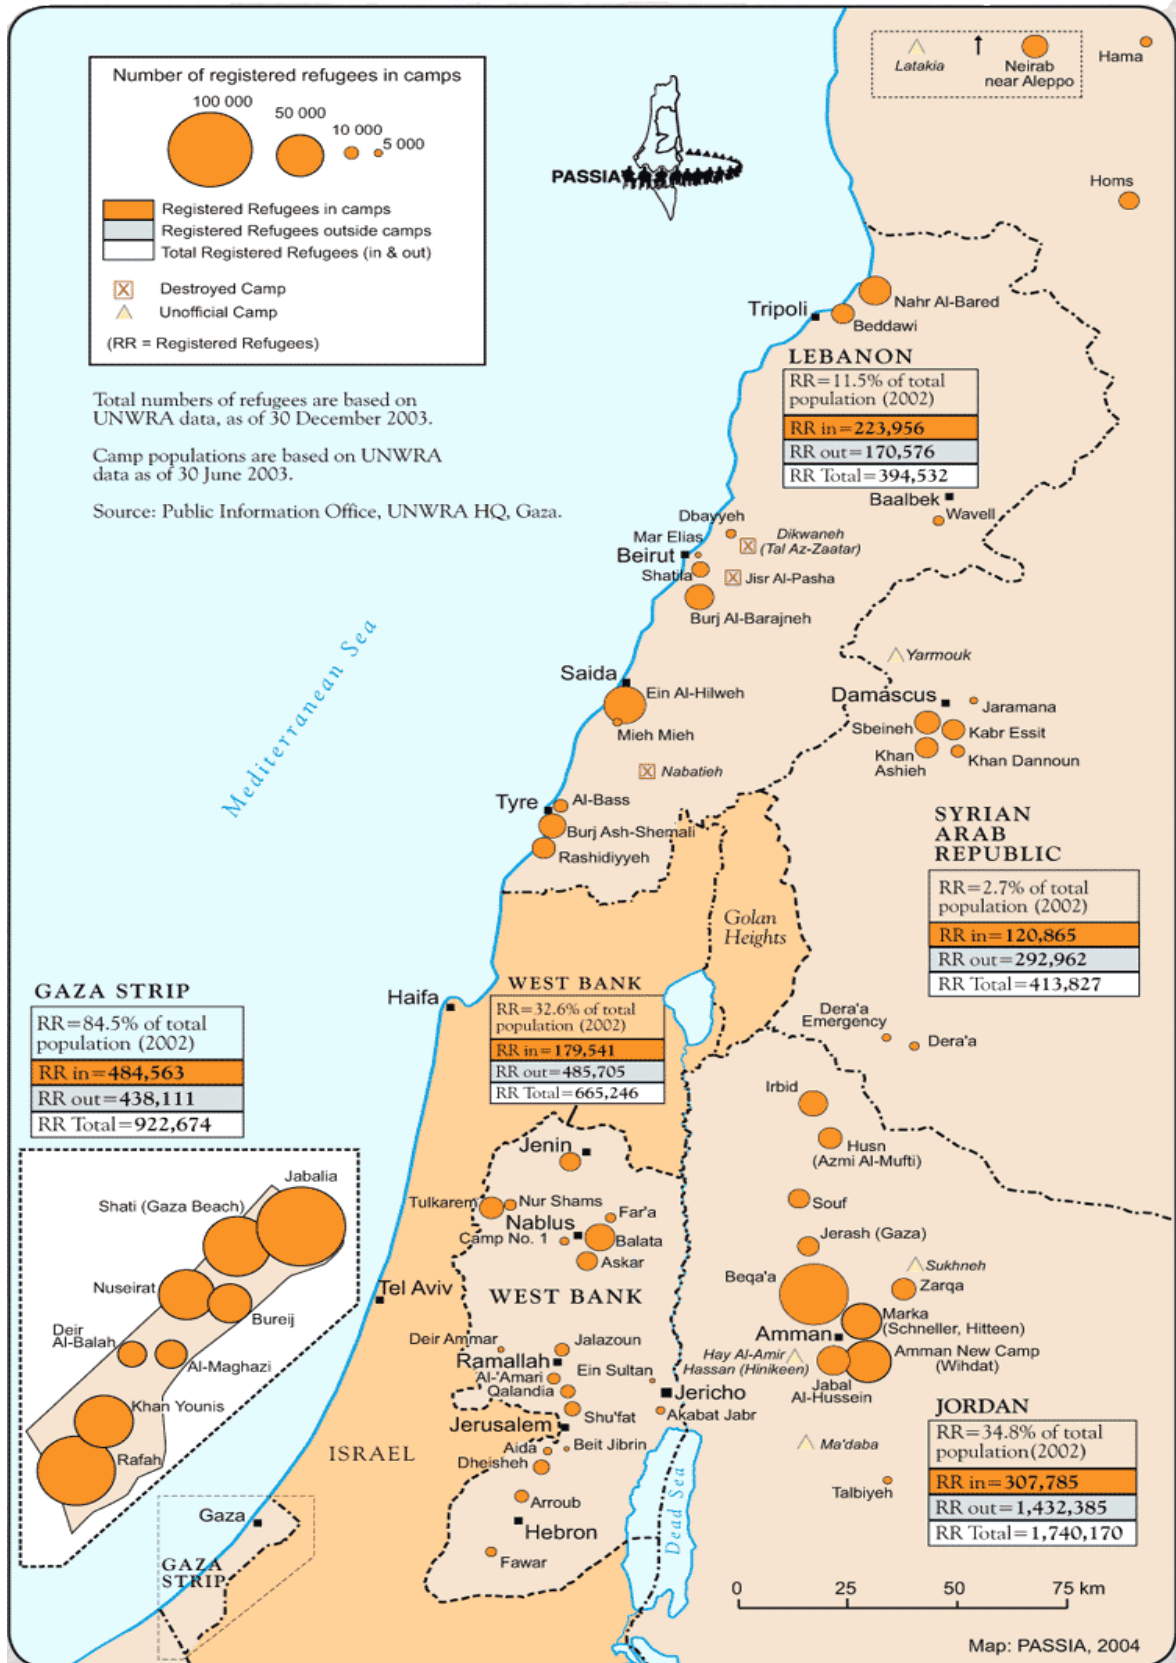 Number of registered refugees in camps
100 000
50 000
10 000
5 000
Registered Refugees in camps
Registered Refugees outside camps
Total Registered Refugees (in & out)
Destroyed Camp
Unofficial Camp
(RR = Registered Refugees)
Total numbers of refugees are based on
UNWRA data, as of 30 December 2003.
Camp populations are based on UNWRA
data as of 30 June 2003.
Source: Public Information Office, UNWRA HQ, Gaza.
PASSIA
Latakia
Neirab
near Aleppo
Hama
Homs
Nahr Al-Bared
Tripoli
Beddawi
LEBANON
RR=11.5% of total
population (2002)
RR in=223,956
RR out=170,576
RR Total=394,532
Baalbek
Wavell
Dbayyeh
Mar Elias
Dikwaneh
(Tal Az-Zaatar)
Beirut
Shatila
Jisr Al-Pasha
Burj Al-Barajneh
Mediterranean Sea
Saida
Ein Al-Hilweh
Mieh Mieh
Nabatieh
Yarmouk
Damascus
Jaramana
Sbeineh
Kabr Essit
Khan
Ashieh
Khan Dannoun
Tyre
Al-Bass
Burj Ash-Shemali
Rashidiyyeh
SYRIAN
ARAB
REPUBLIC
RR=2.7% of total
population (2002)
RR in=120,865
RR out=292,962
RR Total=413,827
Golan
Heights
Haifa
GAZA STRIP
RR=84.5% of total
population (2002)
RR in=484,563
RR out=438,111
RR Total=922,674
WEST BANK
RR=32.6% of total
population (2002)
RR in=179,541
RR out=485,705
RR Total=665,246
Dera'a
Emergency
Dera'a
Irbid
Husn
(Azmi Al-Mufti)
Souf
Jerash (Gaza)
Sukhneh
Beqa'a
Zarqa
Marka
(Schneller, Hitteen)
Amman
Amman New Camp
(Wihdat)
Hay Al-Amir
Hassan (Hinikeen)
Jabal
Al-Hussein
Jenin
Tulkarem
Nur Shams
Far'a
Nablus
Camp No. 1
Balata
Askar
WEST BANK
Tel Aviv
Deir Ammar
Jalazoun
Ramallah
Al-'Amari
Ein Sultan
Qalandia
Jericho
Shu'fat
Akabat Jabr
Jerusalem
Aida
Beit Jibrin
Dheisheh
Arroub
Hebron
Fawar
ISRAEL
Dead Sea
Jabalia
Shati (Gaza Beach)
Nuseirat
Bureij
Deir
Al-Balah
Al-Maghazi
Khan Younis
Rafah
Gaza
GAZA
STRIP
JORDAN
RR=34.8% of total
population(2002)
RR in=307,785
RR out=1,432,385
RR Total=1,740,170
Ma'daba
Talbiyeh
0 25 50 75 km
Map: PASSIA, 2004